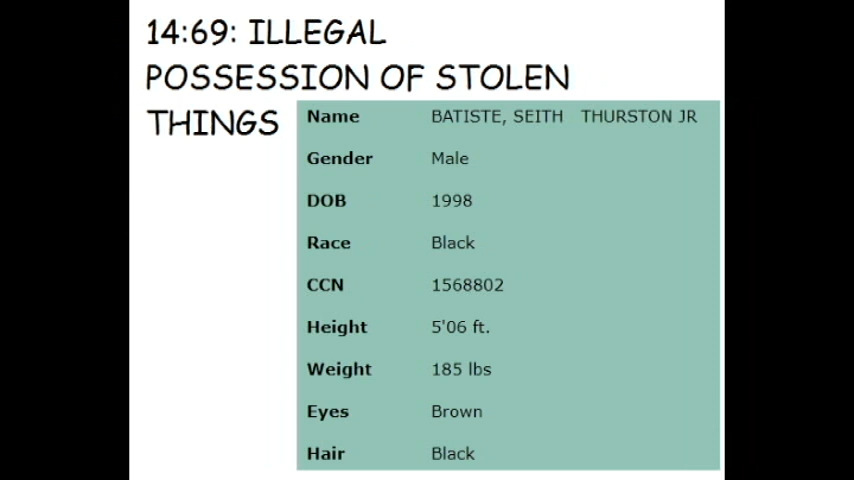 14:69: ILLEGAL
POSSESSION OF STOLEN
THINGS
Name BATISTE, SEITH THURSTON JR
Gender Male
DOB 1998
Race Black
CCN 1568802
Height 5'06 ft.
Weight 185 lbs
Eyes Brown
Hair Black